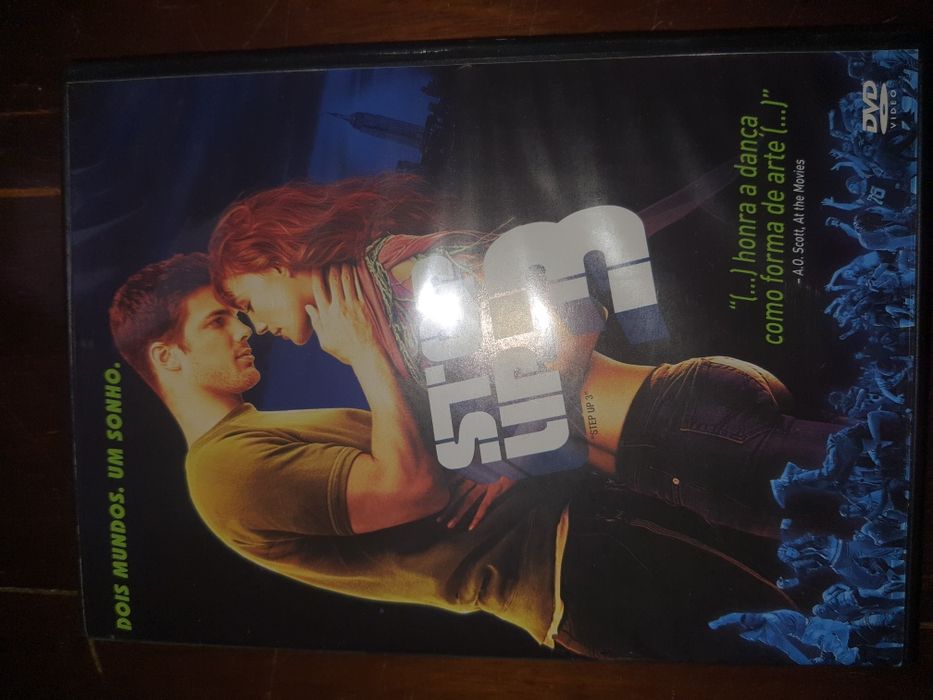 DOIS MUNDOS. UM SONHO.
STEP
UP 3
"STEP UP 3"
"(...) honra a dança
como forma de arte (...)"
– A.O. Scott, At the Movies
DVD
VIDEO